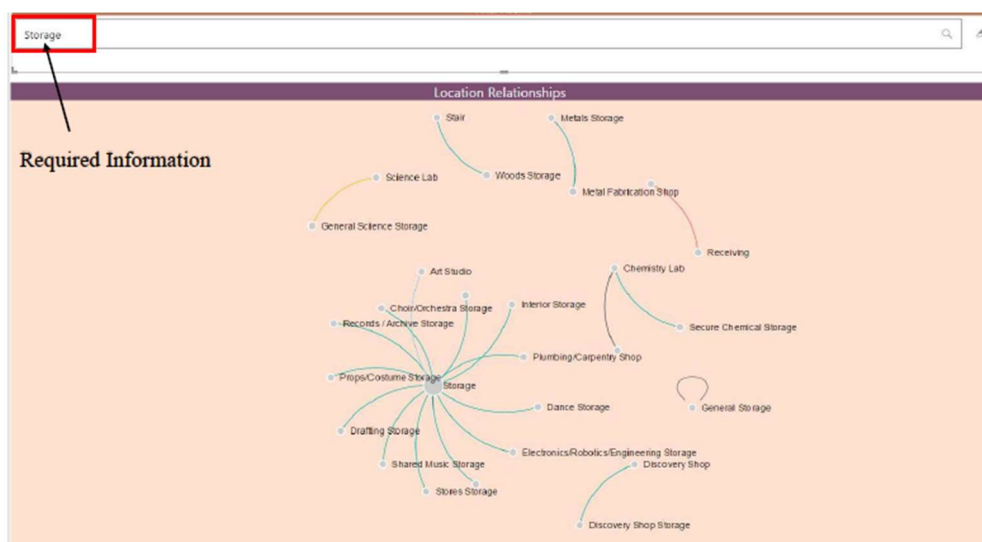 Storage
Location Relationships
Required Information
Stair
Metals Storage
Science Lab
Woods Storage
Metal Fabrication Shop
General Science Storage
Receiving
Art Studio
Chemistry Lab
Choir/Orchestra Storage
Interior Storage
Records / Archive Storage
Secure Chemical Storage
Plumbing/Carpentry Shop
Props/Costume Storage
Storage
Dance Storage
General Storage
Drafting Storage
Electronics/Robotics/Engineering Storage
Shared Music Storage
Discovery Shop
Stores Storage
Discovery Shop Storage